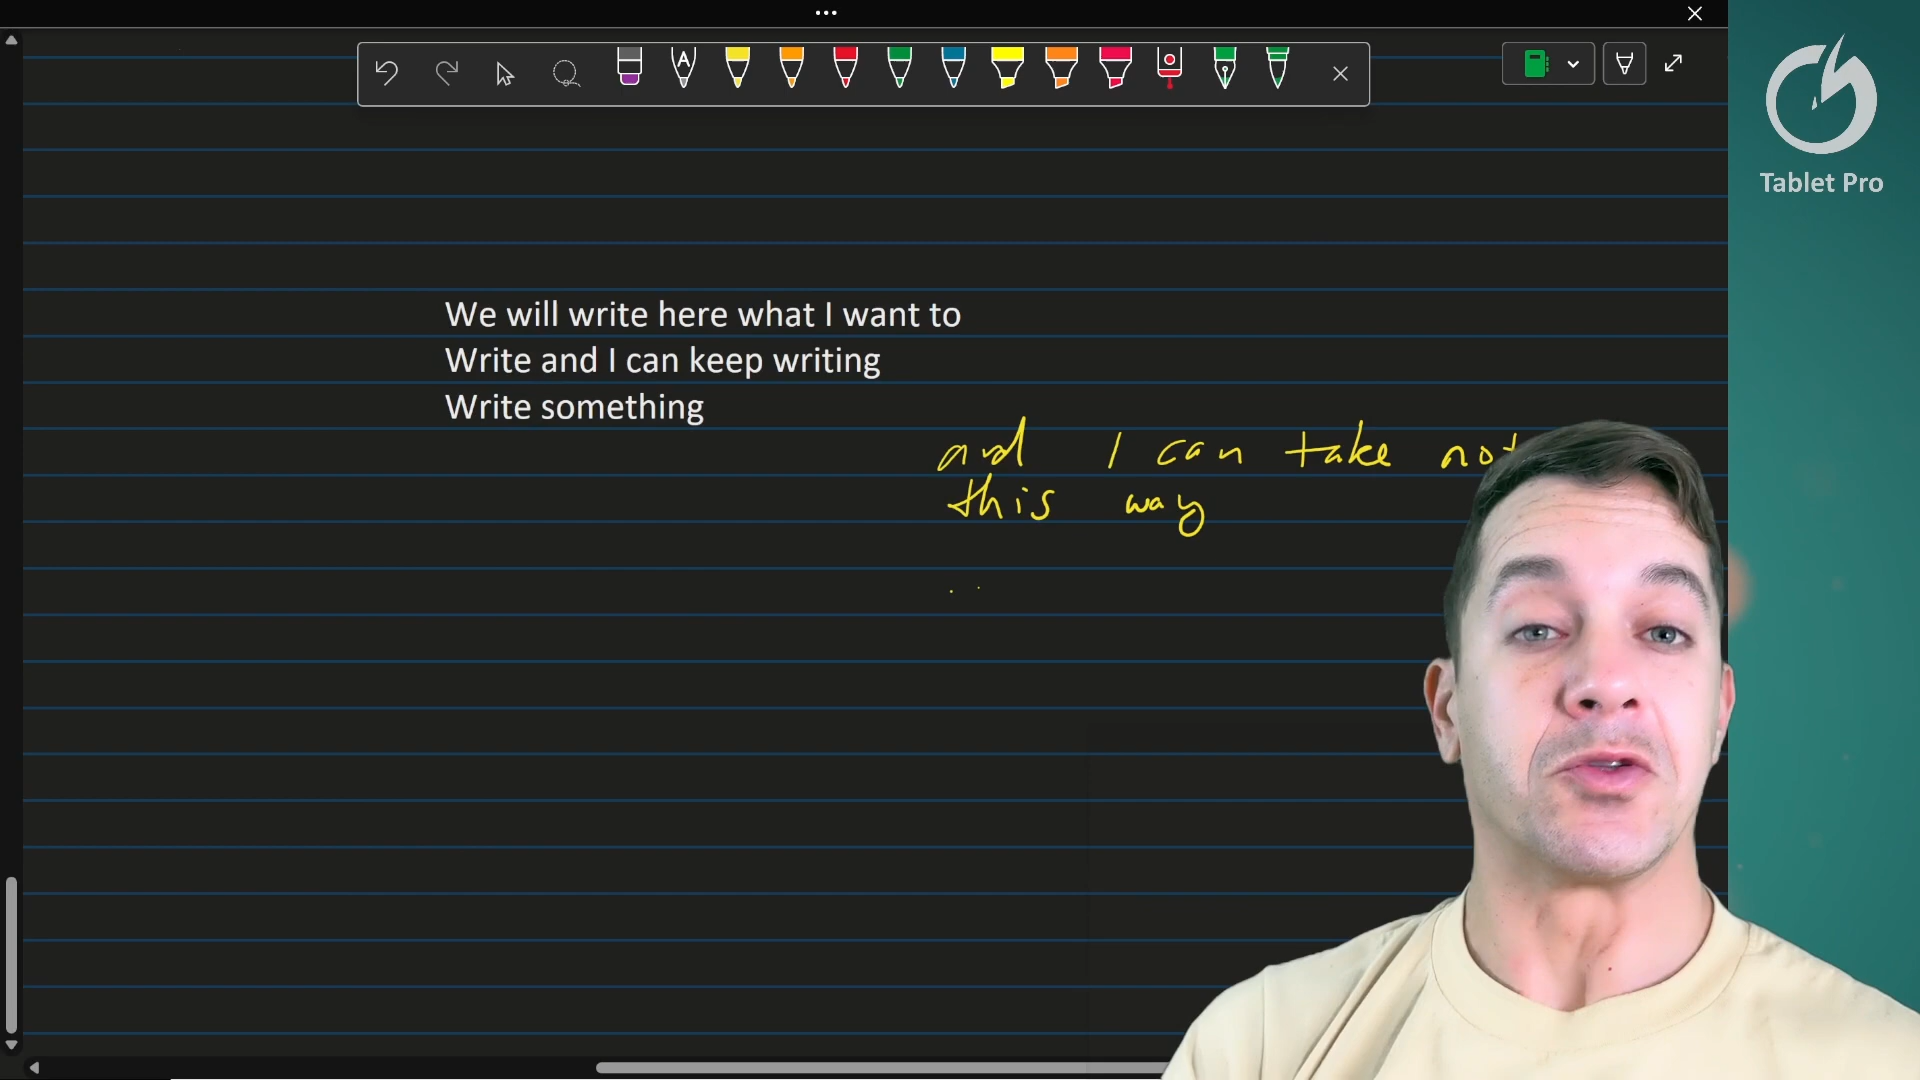 Tablet Pro
We will write here what I want to
Write and I can keep writing
Write something
and I can take
this way